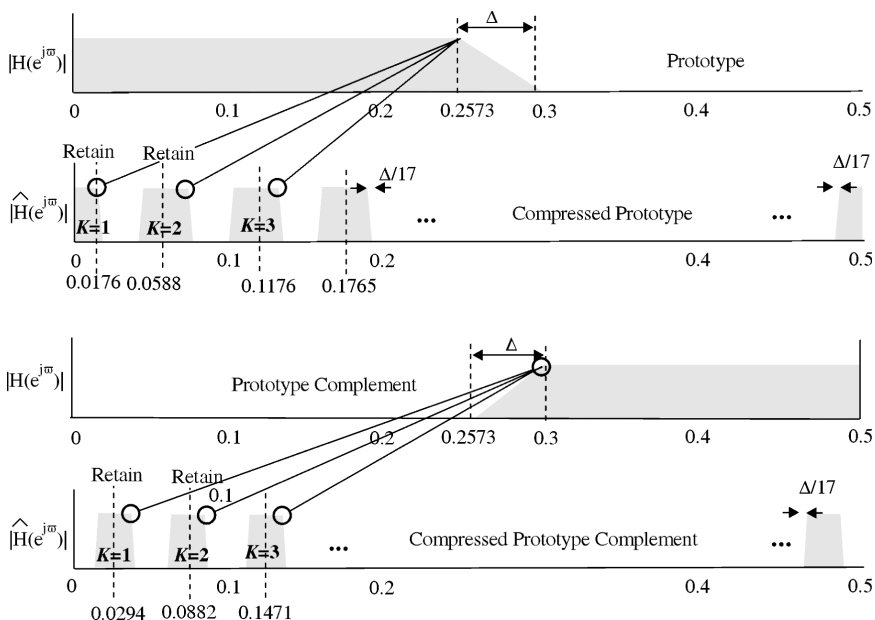 Δ
|H(e^{jϖ})|
Prototype
0 0.1 0.2 0.2573 0.3 0.4 0.5
Retain Retain
Δ/17 Δ/17
|Ĥ(e^{jϖ})|
K=1 K=2 K=3 ... Compressed Prototype ...
0 0.1 0.2 0.4 0.5
0.0176 0.0588 0.1176 0.1765
Δ
|H(e^{jϖ})|
Prototype Complement
0 0.1 0.2 0.2573 0.3 0.4 0.5
Retain Retain
0.1
Δ/17
|Ĥ(e^{jϖ})|
K=1 K=2 K=3 ... Compressed Prototype Complement ...
0 0.1 0.2 0.4 0.5
0.0294 0.0882 0.1471